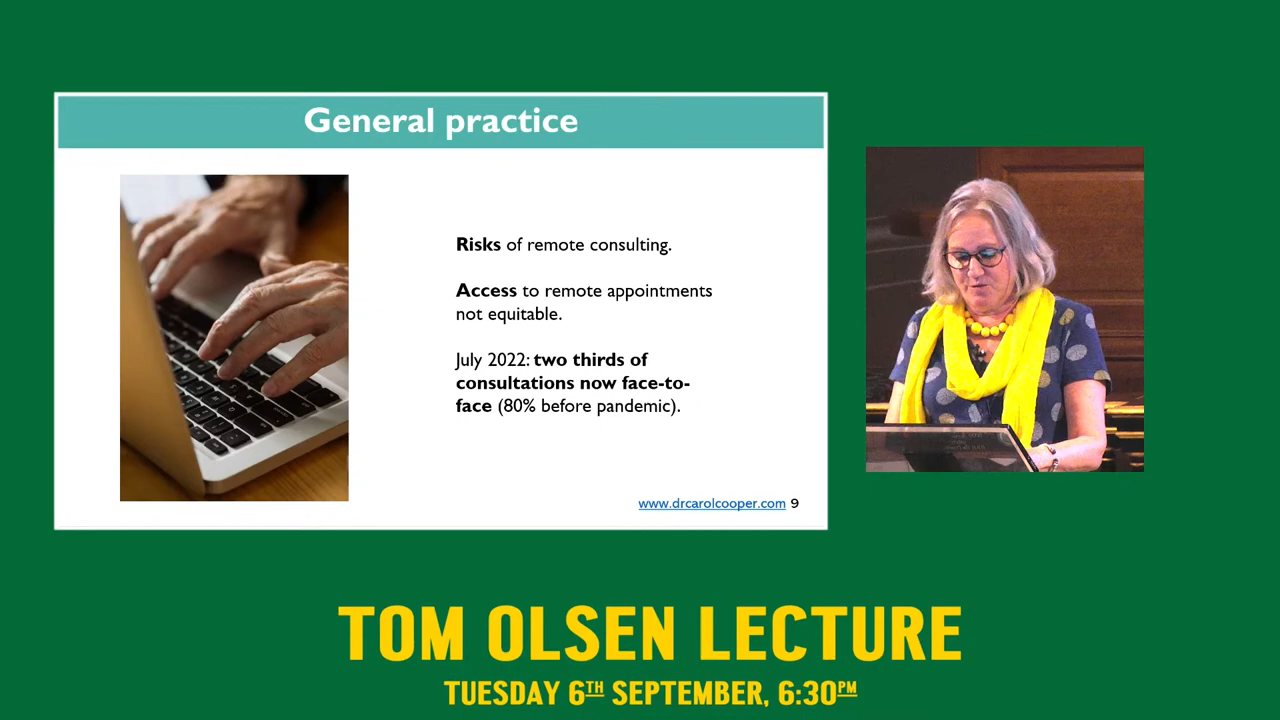 General practice
Risks of remote consulting.
Access to remote appointments
not equitable.
July 2022: two thirds of
consultations now face-to-
face (80% before pandemic).
www.drcarolcooper.com 9
TOM OLSEN LECTURE
TUESDAY 6TH SEPTEMBER, 6:30PM